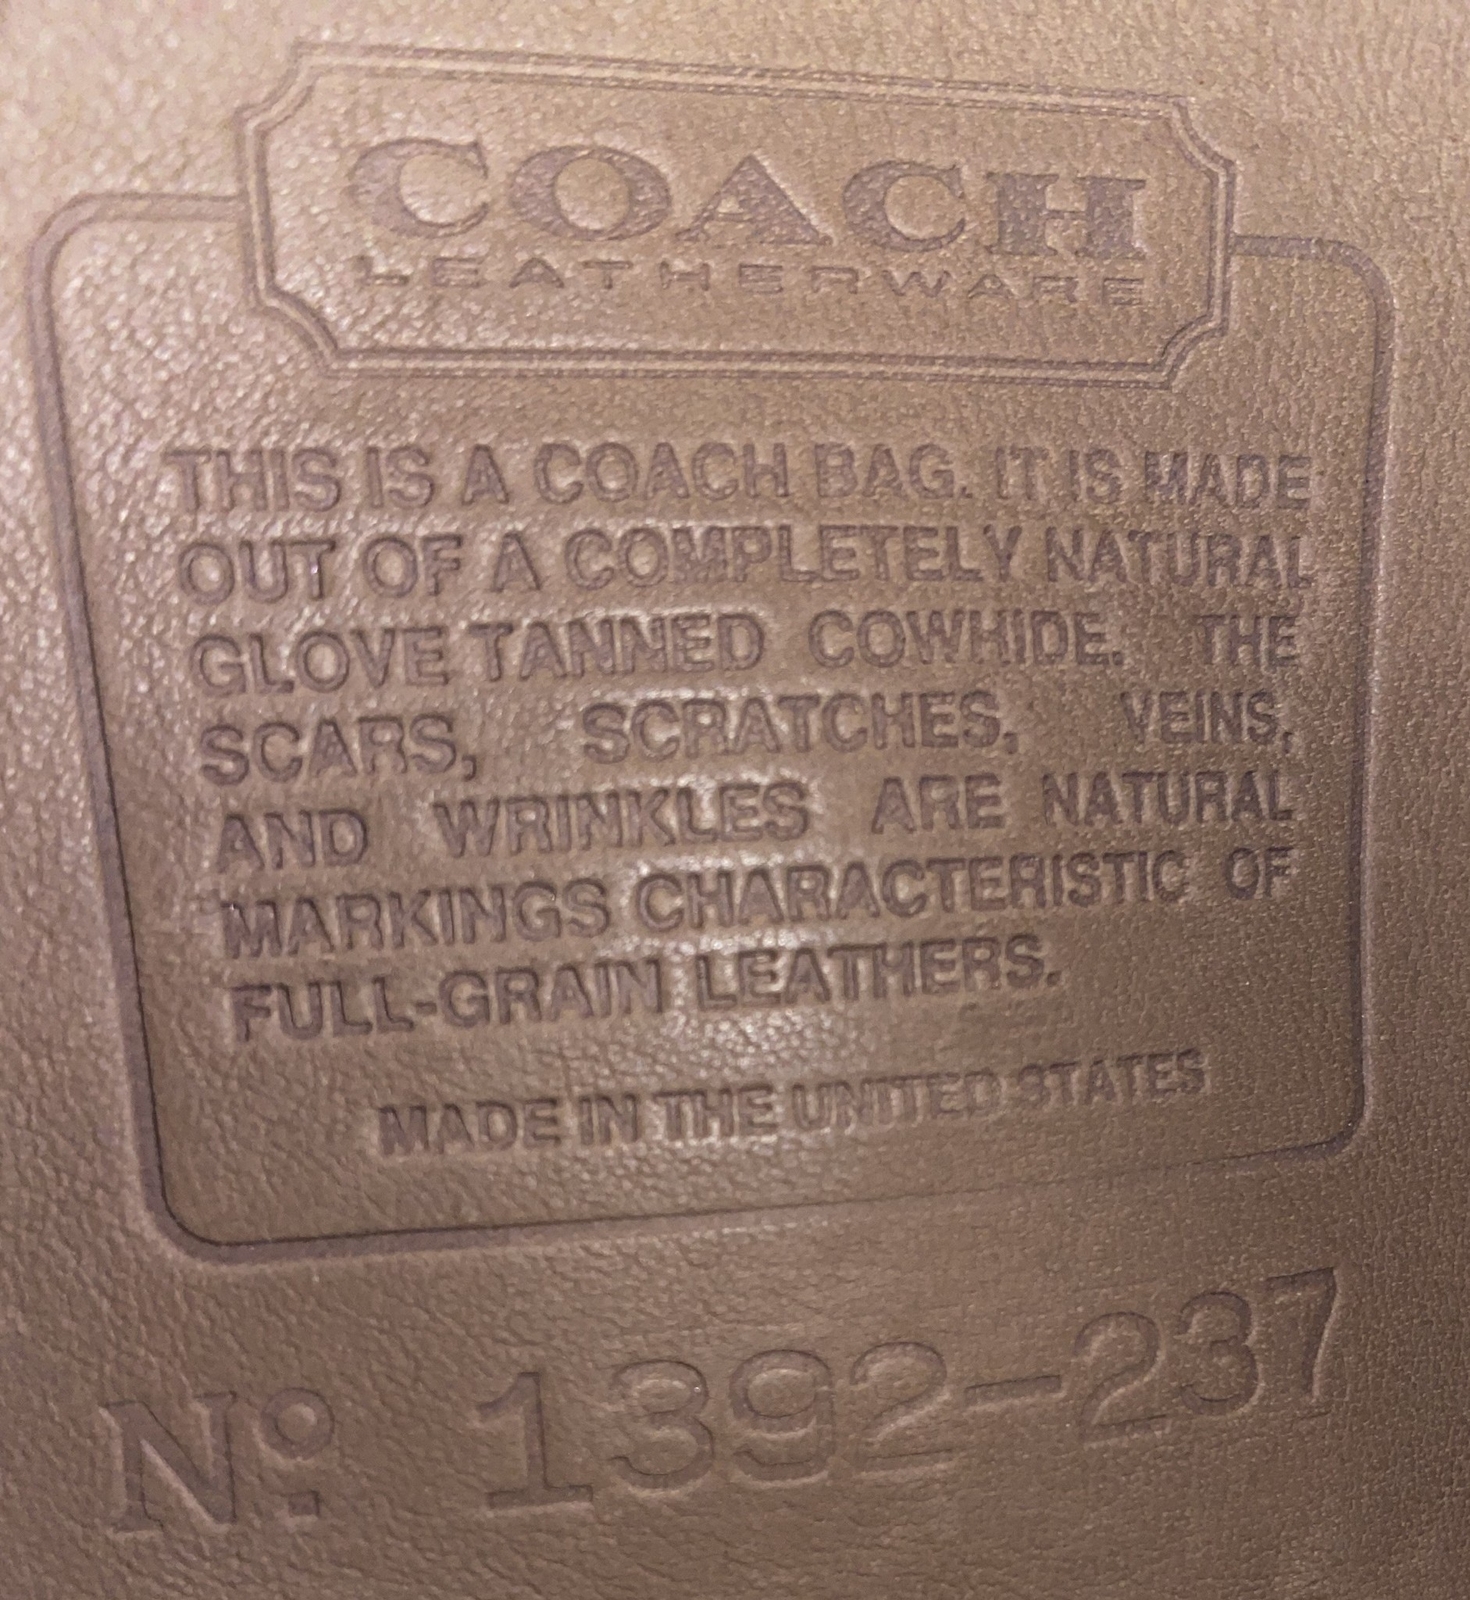 COACH
LEATHERWARE
THIS IS A COACH BAG. IT IS MADE
OUT OF A COMPLETELY NATURAL
GLOVE TANNED COWHIDE. THE
SCARS, SCRATCHES, VEINS,
AND WRINKLES ARE NATURAL
MARKINGS CHARACTERISTIC OF
FULL-GRAIN LEATHERS.
MADE IN THE UNITED STATES
Nº 1392-237